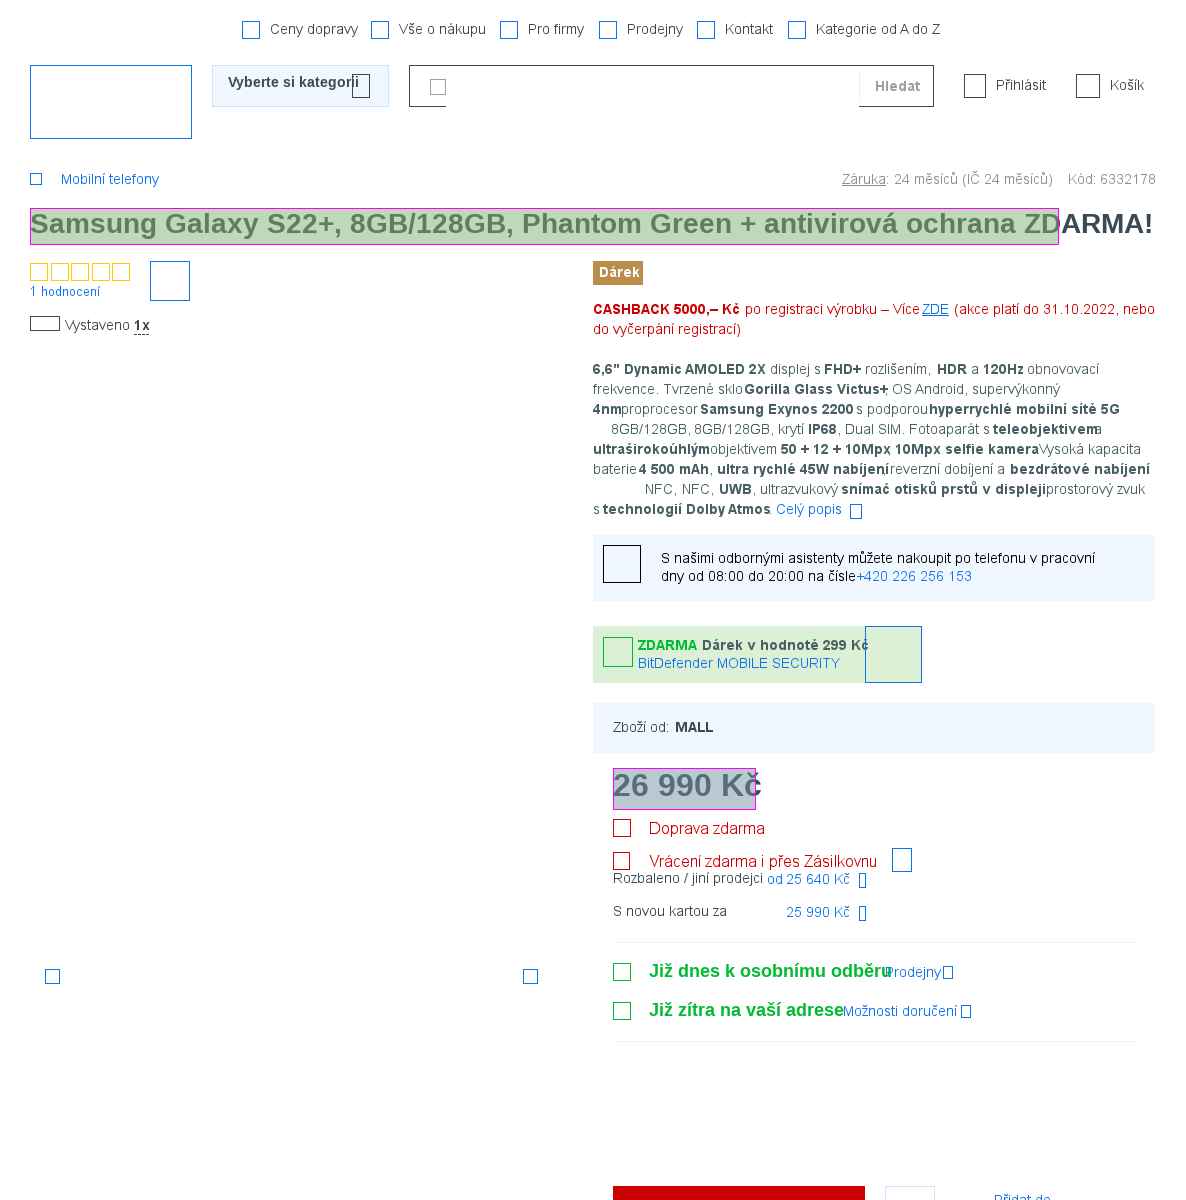 Ceny dopravy Vše o nákupu Pro firmy Prodejny Kontakt Kategorie od A do Z
Vyberte si kategorii Hledat Přihlásit Košík
Mobilní telefony Záruka: 24 měsíců (IČ 24 měsíců) Kód: 6332178
Samsung Galaxy S22+, 8GB/128GB, Phantom Green + antivirová ochrana ZDARMA!
1 hodnocení
Vystaveno 1x
Dárek
CASHBACK 5000,– Kč po registraci výrobku – Více ZDE (akce platí do 31.10.2022, nebo
do vyčerpání registrací)
6,6" Dynamic AMOLED 2X displej s FHD+ rozlišením, HDR a 120Hz obnovovací
frekvence. Tvrzené sklo Gorilla Glass Victus+, OS Android, supervýkonný
4nm proprocesor Samsung Exynos 2200 s podporou hyperrychlé mobilní sítě 5G
8GB/128GB, 8GB/128GB, krytí IP68, Dual SIM. Fotoaparát s teleobjektivem a
ultraširokoúhlým objektivem 50 + 12 + 10Mpx, 10Mpx selfie kamera Vysoká kapacita
baterie 4 500 mAh, ultra rychlé 45W nabíjení, reverzní dobíjení a bezdrátové nabíjení
NFC, NFC, UWB, ultrazvukový snímač otisků prstů v displeji prostorový zvuk
s technologií Dolby Atmos. Celý popis
S našimi odbornými asistenty můžete nakoupit po telefonu v pracovní
dny od 08:00 do 20:00 na čísle +420 226 256 153
ZDARMA Dárek v hodnotě 299 Kč
BitDefender MOBILE SECURITY
Zboží od: MALL
26 990 Kč
Doprava zdarma
Vrácení zdarma i přes Zásilkovnu
Rozbaleno / jiní prodejci od 25 640 Kč
S novou kartou za 25 990 Kč
Již dnes k osobnímu odběru Prodejny
Již zítra na vaší adrese Možnosti doručení
Přidat do